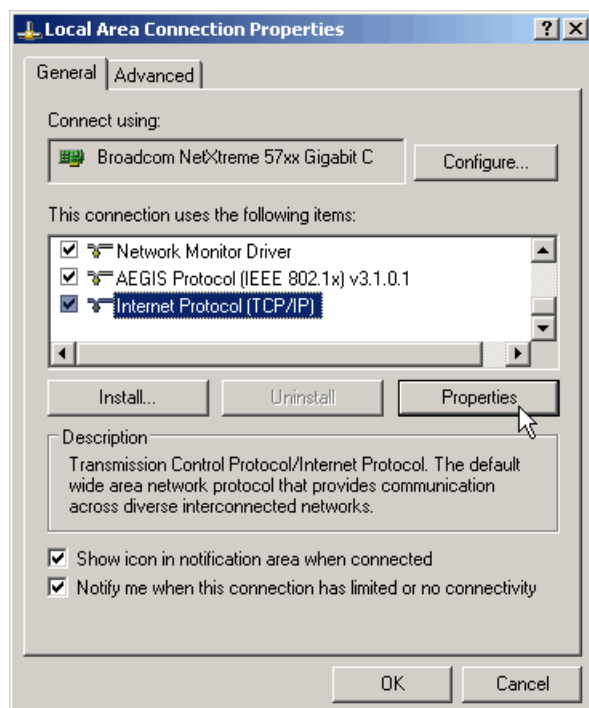 Local Area Connection Properties
General
Advanced
Connect using:
Broadcom NetXtreme 57xx Gigabit C
Configure...
This connection uses the following items:
Network Monitor Driver
AEGIS Protocol (IEEE 802.1x) v3.1.0.1
Internet Protocol (TCP/IP)
Install...
Uninstall
Properties
Description
Transmission Control Protocol/Internet Protocol. The default
wide area network protocol that provides communication
across diverse interconnected networks.
Show icon in notification area when connected
Notify me when this connection has limited or no connectivity
OK
Cancel